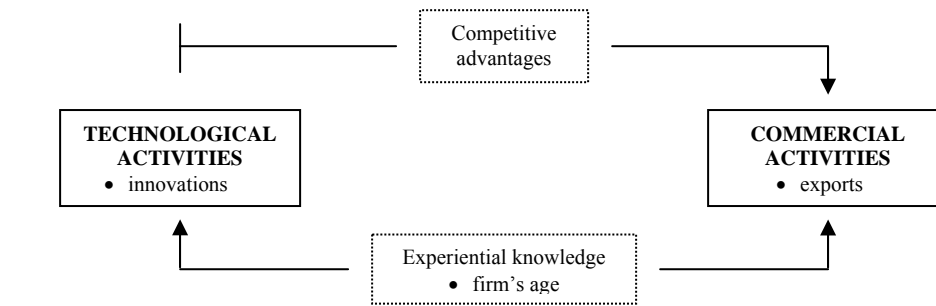 Competitive
advantages
TECHNOLOGICAL
ACTIVITIES
• innovations
COMMERCIAL
ACTIVITIES
• exports
Experiential knowledge
• firm's age